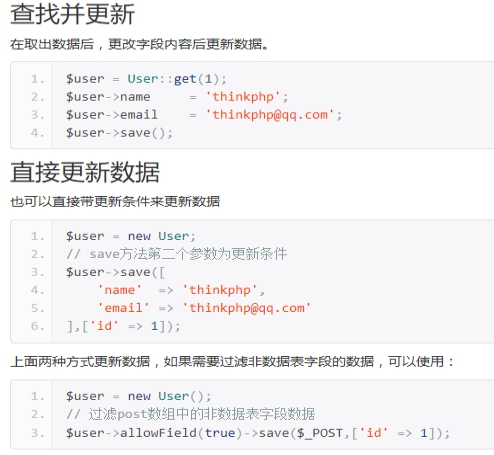 查找并更新
在取出数据后，更改字段内容后更新数据。
1. $user = User::get(1);
2. $user->name     = 'thinkphp';
3. $user->email    = 'thinkphp@qq.com';
4. $user->save();
直接更新数据
也可以直接带更新条件来更新数据
1. $user = new User;
2. // save方法第二个参数为更新条件
3. $user->save([
4.     'name'  => 'thinkphp',
5.     'email' => 'thinkphp@qq.com'
6. ],['id' => 1]);
上面两种方式更新数据，如果需要过滤非数据表字段的数据，可以使用：
1. $user = new User();
2. // 过滤post数组中的非数据表字段数据
3. $user->allowField(true)->save($_POST,['id' => 1]);